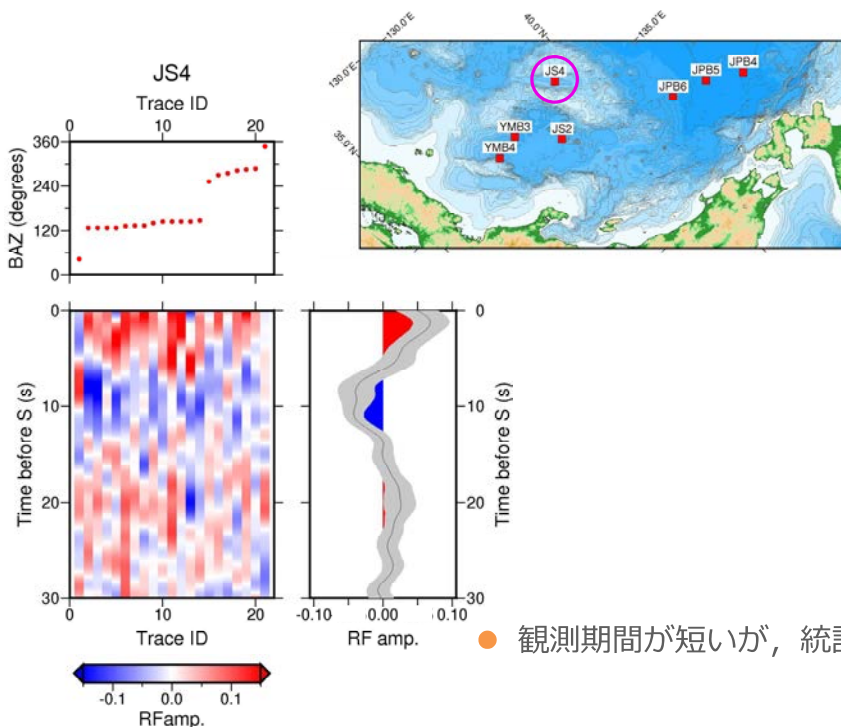 JS4
Trace ID
0 10 20
360
240
120
0
BAZ (degrees)
130.0°E
40.0°N
135.0°E
130.0°E
35.0°N
JS4
JPB4
JPB5
JPB6
YMB3
JS2
YMB4
0
10
20
30
Time before S (s)
0 10 20
Trace ID
0
10
20
30
Time before S (s)
-0.10 0.00 0.10
RF amp.
-0.1 0.0 0.1
RFamp.
● 観測期間が短いが，統